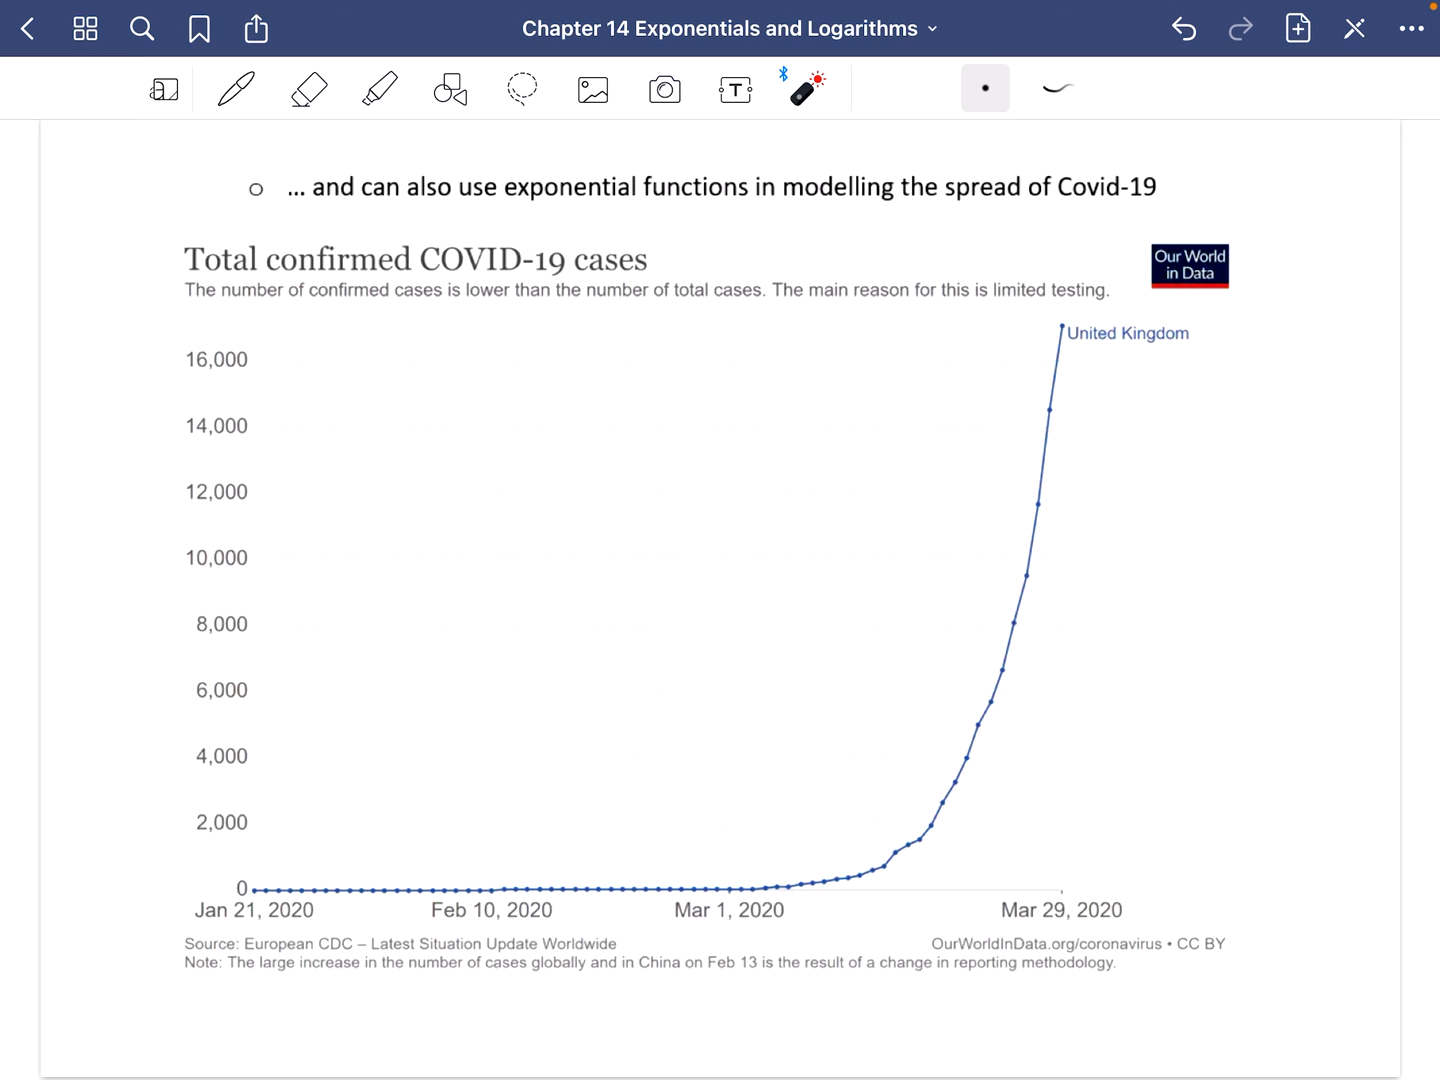 Chapter 14 Exponentials and Logarithms
a
T
o ... and can also use exponential functions in modelling the spread of Covid-19
Total confirmed COVID-19 cases
Our World
in Data
The number of confirmed cases is lower than the number of total cases. The main reason for this is limited testing.
United Kingdom
16,000
14,000
12,000
10,000
8,000
6,000
4,000
2,000
0
Jan 21, 2020 Feb 10, 2020 Mar 1, 2020 Mar 29, 2020
Source: European CDC – Latest Situation Update Worldwide OurWorldInData.org/coronavirus • CC BY
Note: The large increase in the number of cases globally and in China on Feb 13 is the result of a change in reporting methodology.